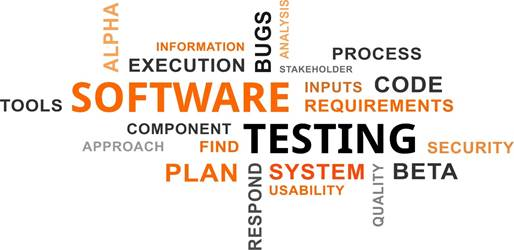 ALPHA
INFORMATION
BUGS
ANALYSIS
PROCESS
EXECUTION
STAKEHOLDER
TOOLS
SOFTWARE
INPUTS
CODE
REQUIREMENTS
COMPONENT
TESTING
APPROACH
FIND
SECURITY
PLAN
RESPOND
SYSTEM
USABILITY
QUALITY
BETA